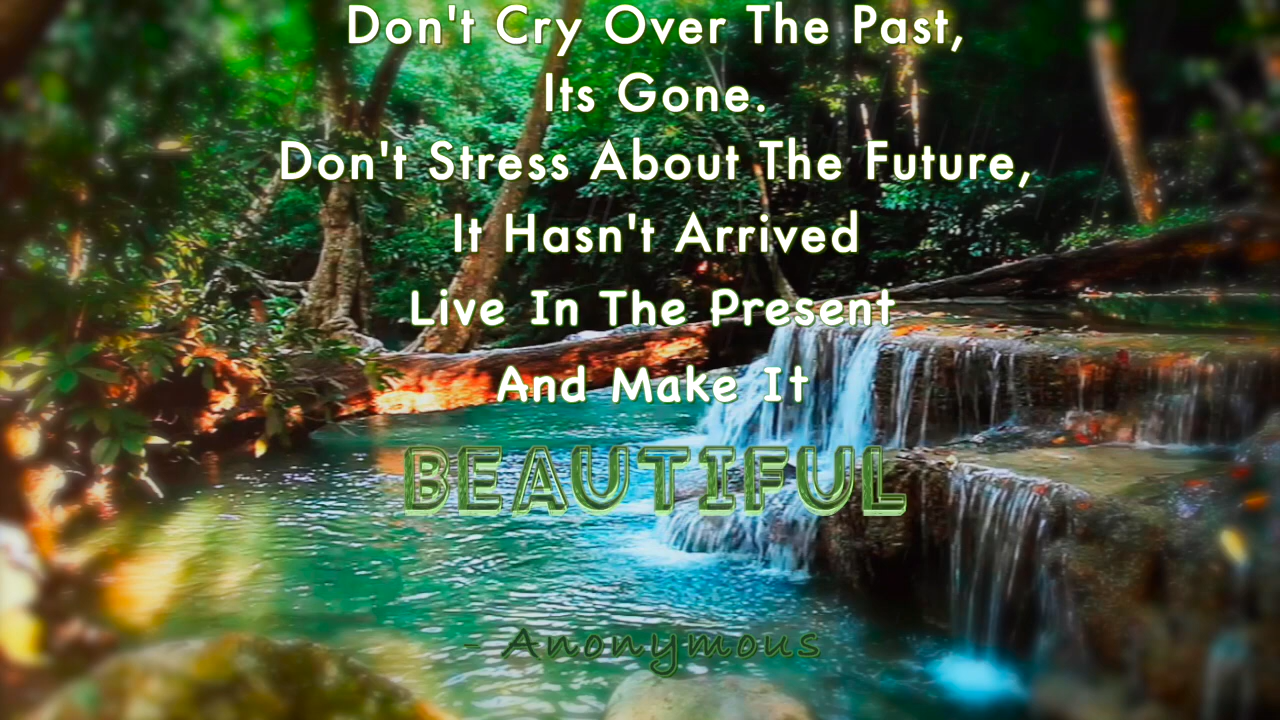 Don't Cry Over The Past,
Its Gone.
Don't Stress About The Future,
It Hasn't Arrived
Live In The Present
And Make It
BEAUTIFUL
- Anonymous